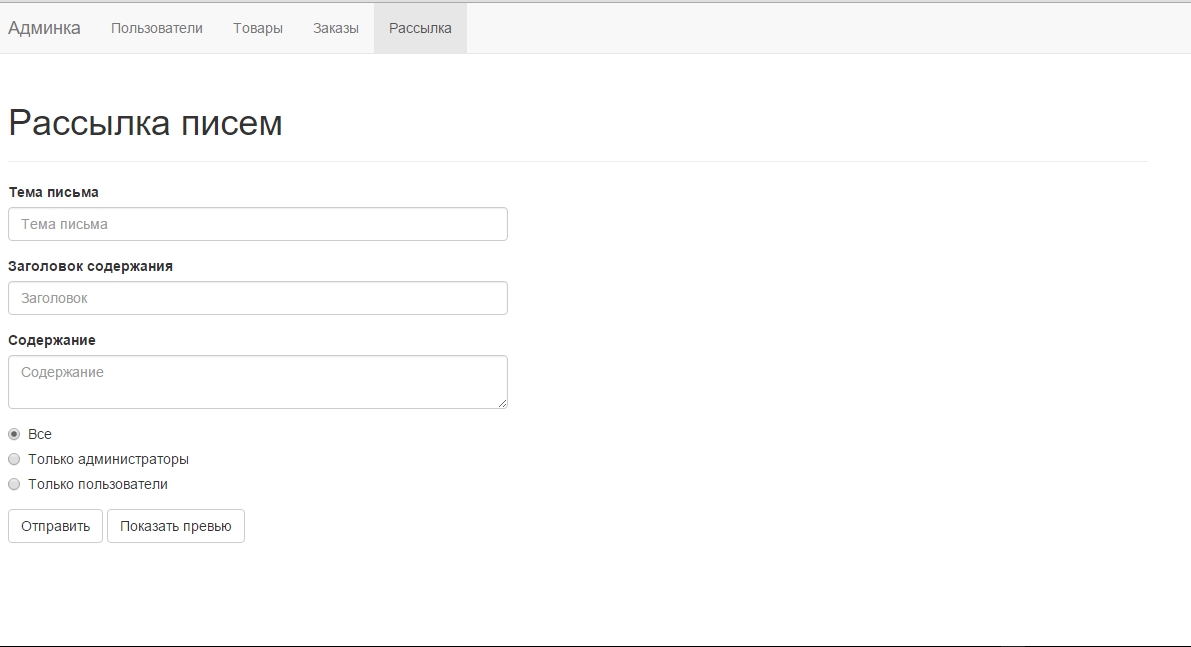 Админка Пользователи Товары Заказы Рассылка
Рассылка писем
Тема письма
Тема письма
Заголовок содержания
Заголовок
Содержание
Содержание
Все
Только администраторы
Только пользователи
Отправить Показать превью